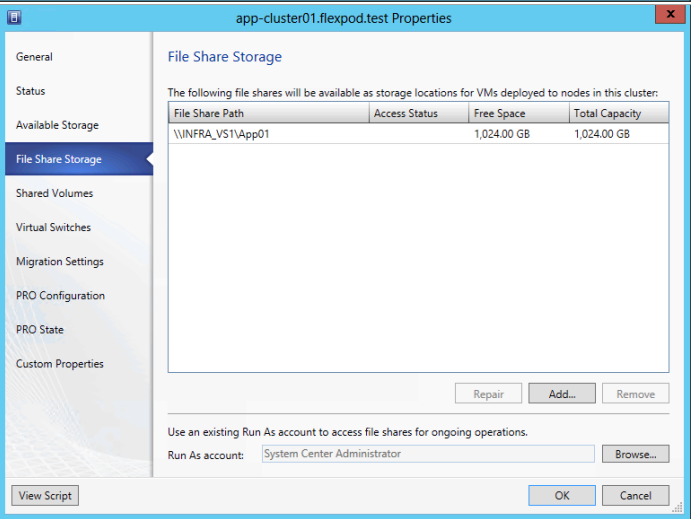 app-cluster01.flexpod.test Properties
x
General
Status
Available Storage
File Share Storage
Shared Volumes
Virtual Switches
Migration Settings
PRO Configuration
PRO State
Custom Properties
File Share Storage
The following file shares will be available as storage locations for VMs deployed to nodes in this cluster:
File Share Path Access Status Free Space Total Capacity
\\INFRA_VS1\App01 1,024.00 GB 1,024.00 GB
Repair Add... Remove
Use an existing Run As account to access file shares for ongoing operations.
Run As account: System Center Administrator Browse...
View Script OK Cancel